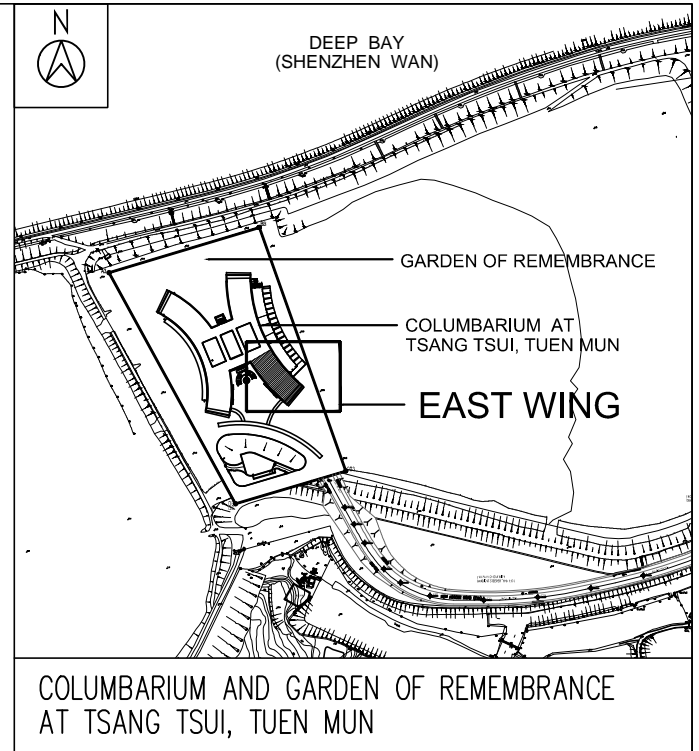 N
DEEP BAY
(SHENZHEN WAN)
GARDEN OF REMEMBRANCE
COLUMBARIUM AT
TSANG TSUI, TUEN MUN
EAST WING
COLUMBARIUM AND GARDEN OF REMEMBRANCE
AT TSANG TSUI, TUEN MUN